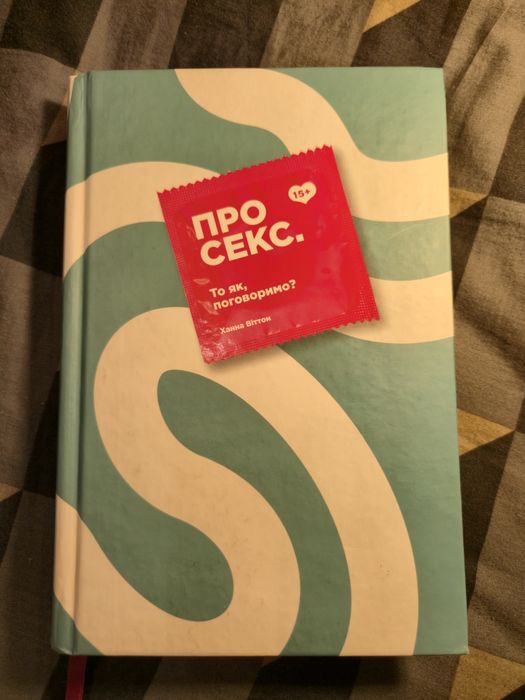 15+
ПРО
СЕКС.
То як,
поговоримо?
Ханна Віттон